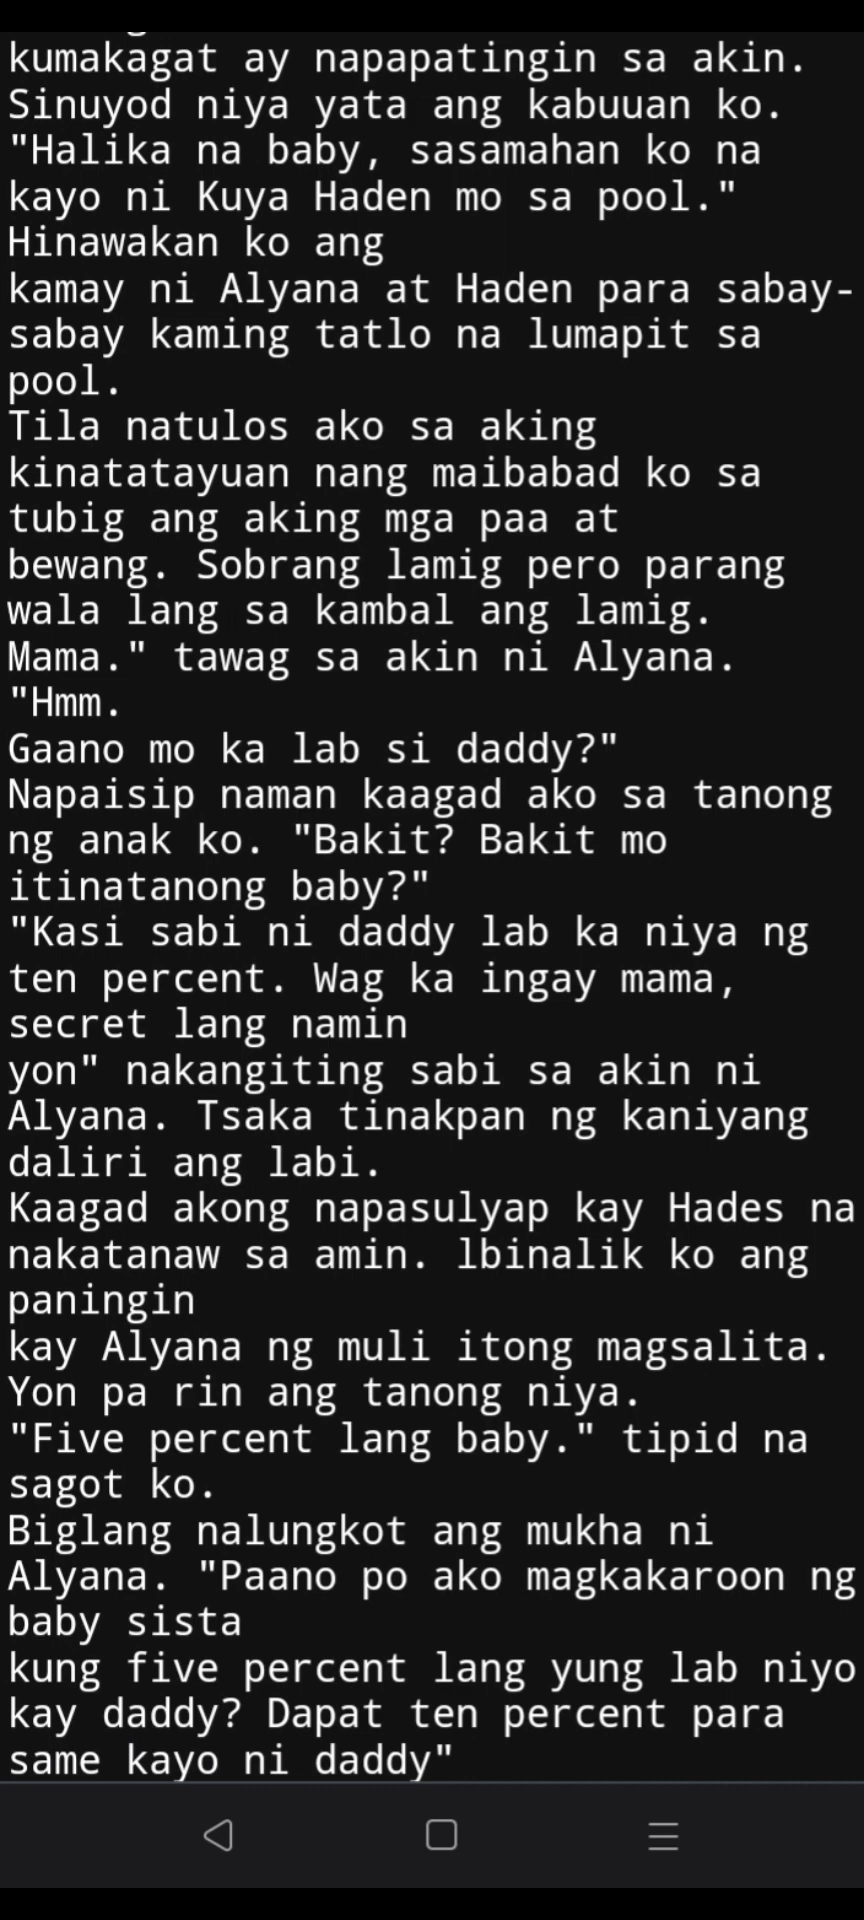 kumakagat ay napapatingin sa akin.
Sinuyod niya yata ang kabuuan ko.
"Halika na baby, sasamahan ko na
kayo ni Kuya Haden mo sa pool."
Hinawakan ko ang
kamay ni Alyana at Haden para sabay-
sabay kaming tatlo na lumapit sa
pool.
Tila natulos ako sa aking
kinatatayuan nang maibabad ko sa
tubig ang aking mga paa at
bewang. Sobrang lamig pero parang
wala lang sa kambal ang lamig.
Mama." tawag sa akin ni Alyana.
"Hmm.
Gaano mo ka lab si daddy?"
Napaisip naman kaagad ako sa tanong
ng anak ko. "Bakit? Bakit mo
itinatanong baby?"
"Kasi sabi ni daddy lab ka niya ng
ten percent. Wag ka ingay mama,
secret lang namin
yon" nakangiting sabi sa akin ni
Alyana. Tsaka tinakpan ng kaniyang
daliri ang labi.
Kaagad akong napasulyap kay Hades na
nakatanaw sa amin. lbinalik ko ang
paningin
kay Alyana ng muli itong magsalita.
Yon pa rin ang tanong niya.
"Five percent lang baby." tipid na
sagot ko.
Biglang nalungkot ang mukha ni
Alyana. "Paano po ako magkakaroon ng
baby sista
kung five percent lang yung lab niyo
kay daddy? Dapat ten percent para
same kayo ni daddy"